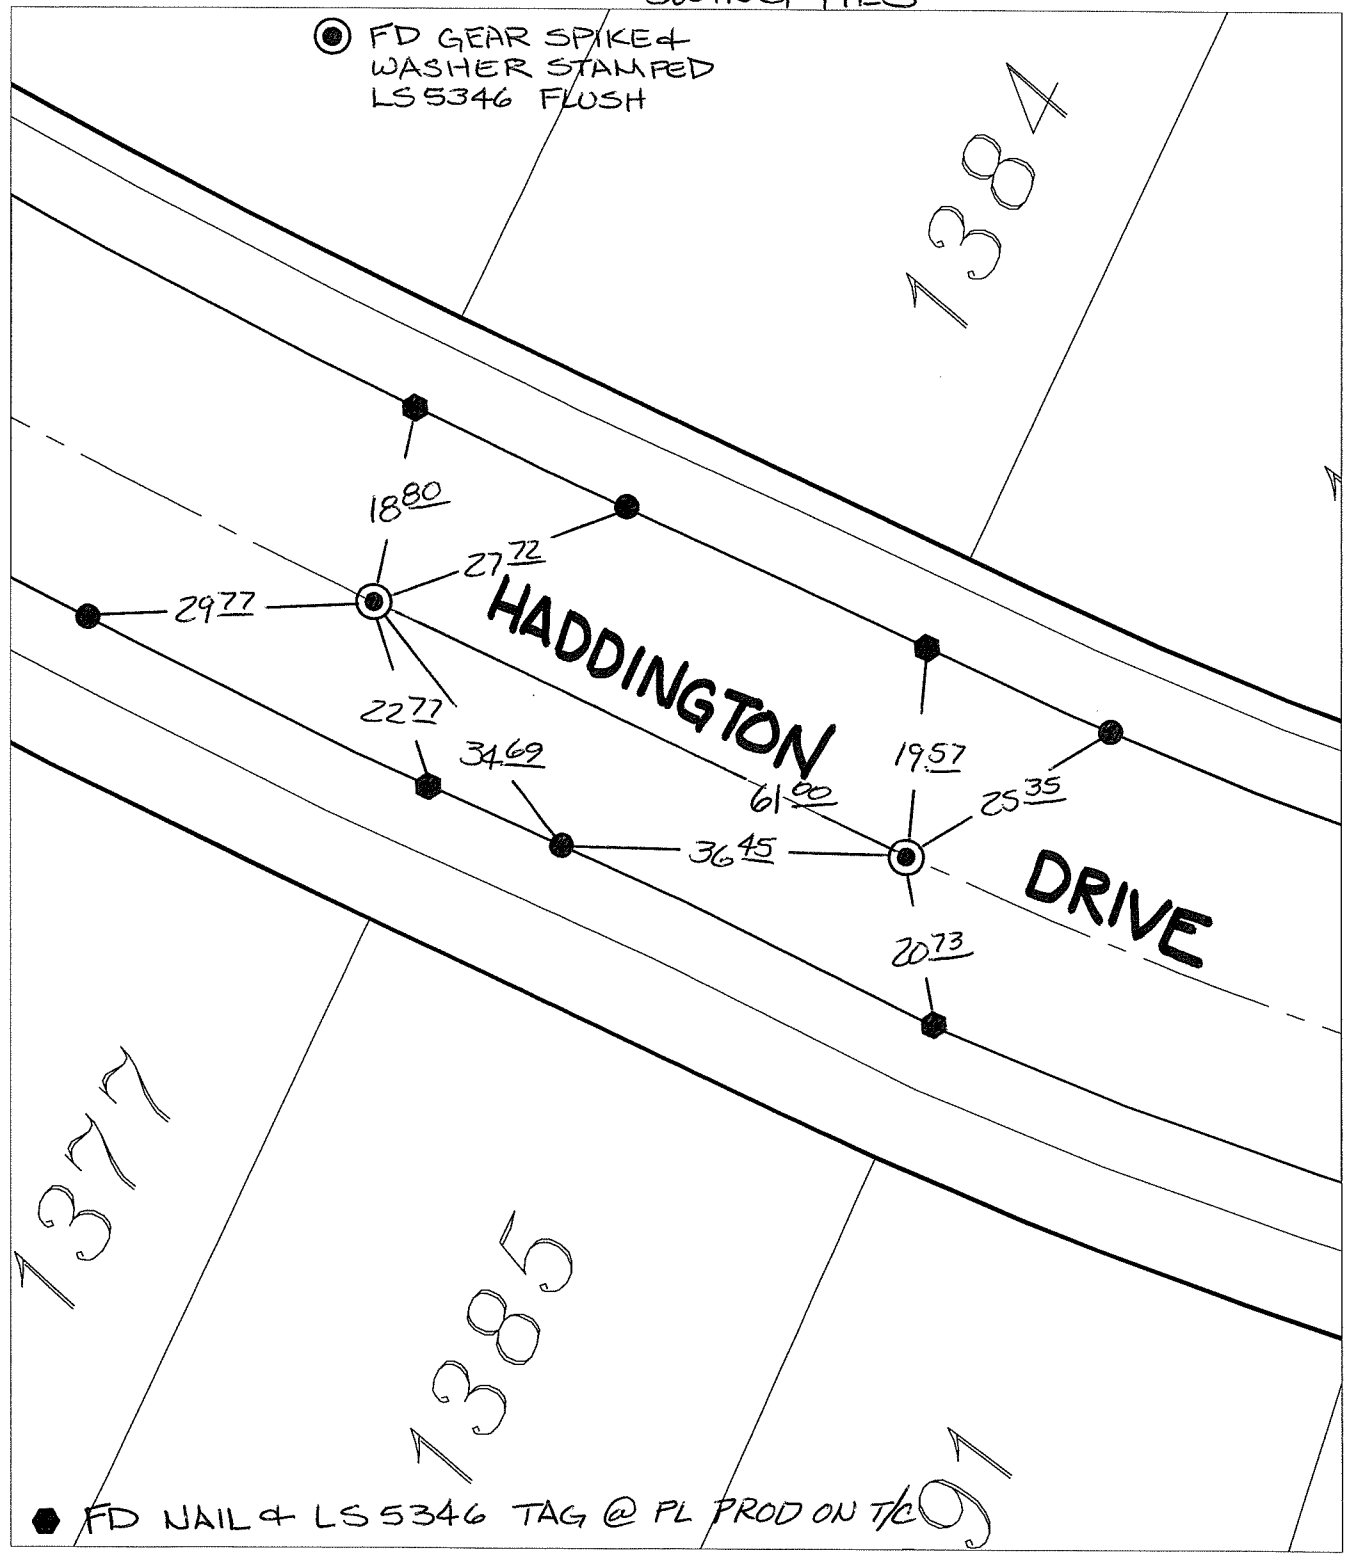 FD GEAR SPIKE &
WASHER STAMPED
LS 5346 FLUSH
1384
18 80
27 72
29 77
HADDINGTON
22 77
34.69
61 00
19.57
25 35
36 45
DRIVE
20 73
1377
1385
91
FD NAIL & LS 5346 TAG @ PL PROD ON T/C